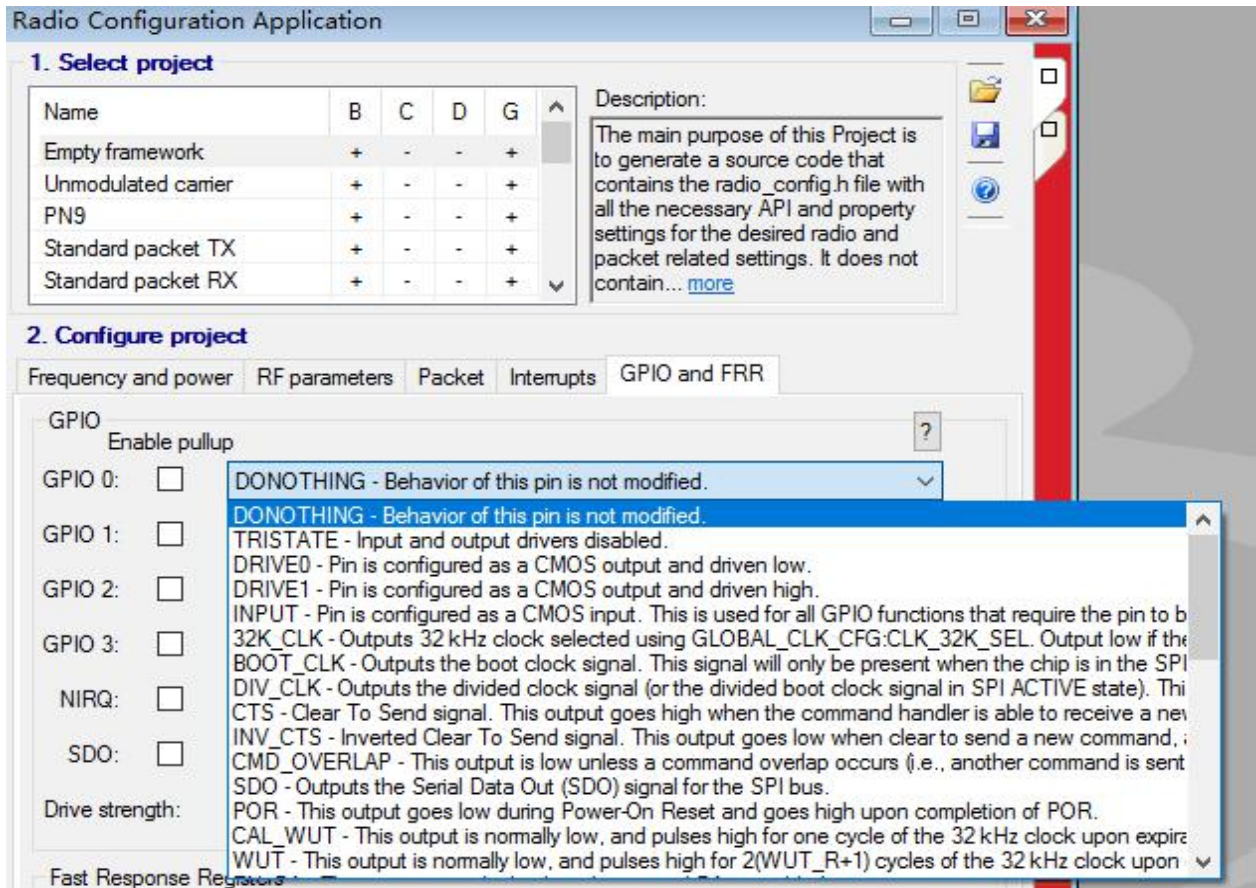 Radio Configuration Application
1. Select project
Name B C D G
Empty framework + - - +
Unmodulated carrier + - - +
PN9 + - - +
Standard packet TX + - - +
Standard packet RX + - - +
Description:
The main purpose of this Project is
to generate a source code that
contains the radio_config.h file with
all the necessary API and property
settings for the desired radio and
packet related settings. It does not
contain... more
2. Configure project
Frequency and power RF parameters Packet Interrupts GPIO and FRR
GPIO
Enable pullup
?
GPIO 0: DONOTHING - Behavior of this pin is not modified.
GPIO 1:
GPIO 2:
GPIO 3:
NIRQ:
SDO:
Drive strength:
DONOTHING - Behavior of this pin is not modified.
TRISTATE - Input and output drivers disabled.
DRIVE0 - Pin is configured as a CMOS output and driven low.
DRIVE1 - Pin is configured as a CMOS output and driven high.
INPUT - Pin is configured as a CMOS input. This is used for all GPIO functions that require the pin to b
32K_CLK - Outputs 32 kHz clock selected using GLOBAL_CLK_CFG:CLK_32K_SEL. Output low if the
BOOT_CLK - Outputs the boot clock signal. This signal will only be present when the chip is in the SPI
DIV_CLK - Outputs the divided clock signal (or the divided boot clock signal in SPI ACTIVE state). Thi
CTS - Clear To Send signal. This output goes high when the command handler is able to receive a new
INV_CTS - Inverted Clear To Send signal. This output goes low when clear to send a new command,
CMD_OVERLAP - This output is low unless a command overlap occurs (i.e., another command is sent
SDO - Outputs the Serial Data Out (SDO) signal for the SPI bus.
POR - This output goes low during Power-On Reset and goes high upon completion of POR.
CAL_WUT - This output is normally low, and pulses high for one cycle of the 32 kHz clock upon expira
WUT - This output is normally low, and pulses high for 2(WUT_R+1) cycles of the 32 kHz clock upon
Fast Response Registers